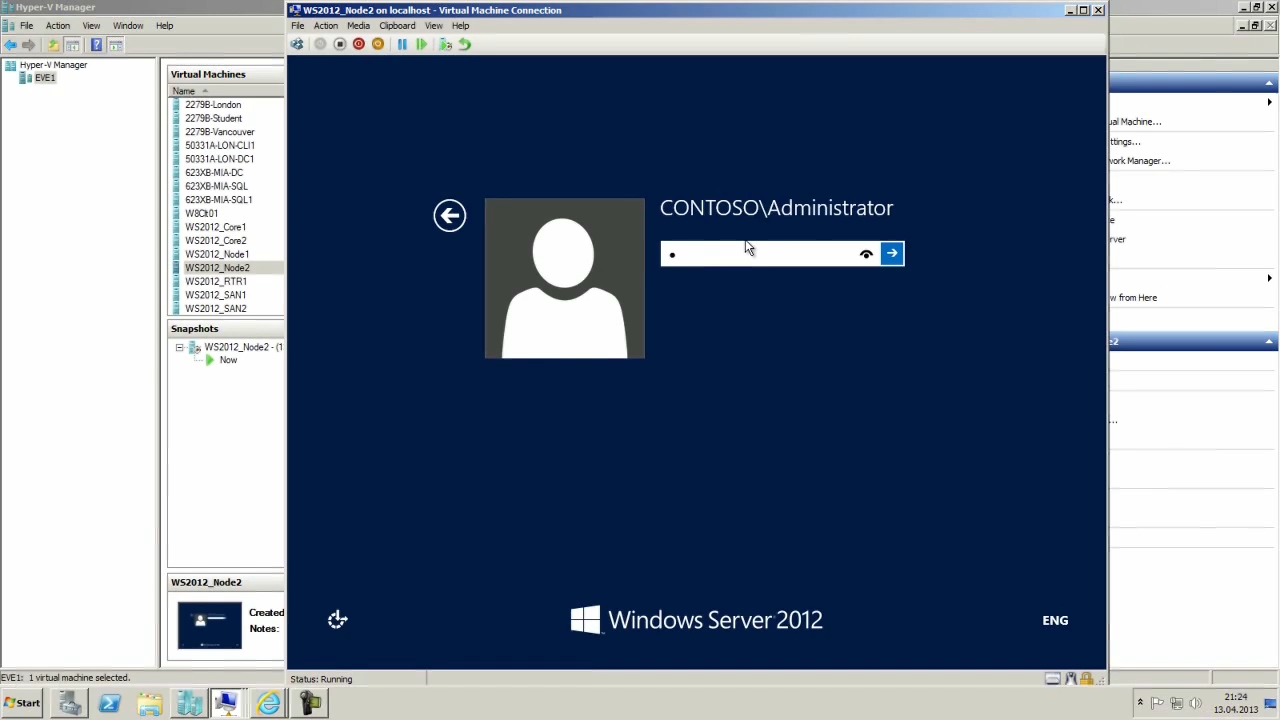 Hyper-V Manager
File Action View Window Help
Hyper-V Manager
EVE1
Virtual Machines
Name
2279B-London
2279B-Student
2279B-Vancouver
50331A-LON-CLI1
50331A-LON-DC1
623XB-MIA-DC
623XB-MIA-SQL
623XB-MIA-SQL1
W8Clt01
WS2012_Core1
WS2012_Core2
WS2012_Node1
WS2012_Node2
WS2012_RTR1
WS2012_SAN1
WS2012_SAN2
Snapshots
WS2012_Node2 - (1
Now
WS2012_Node2
Created
Notes:
WS2012_Node2 on localhost - Virtual Machine Connection
File Action Media Clipboard View Help
CONTOSO\Administrator
Windows Server 2012
ENG
Status: Running
ual Machine...
ttings...
work Manager...
k...
e
erver
w from Here
e2
...
EVE1: 1 virtual machine selected.
Start
21:24
13.04.2013